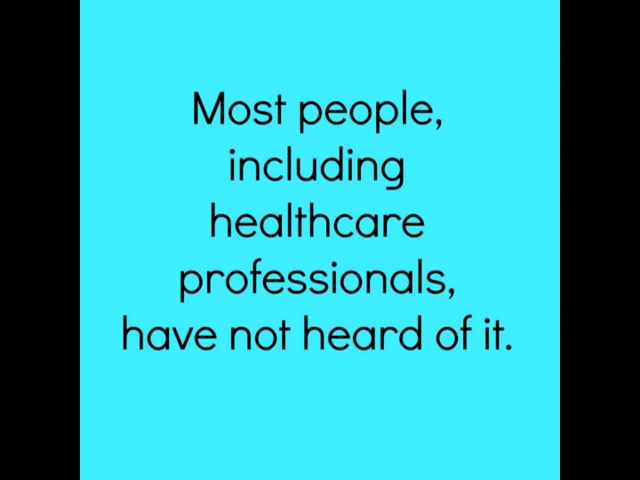 Most people,
including
healthcare
professionals,
have not heard of it.